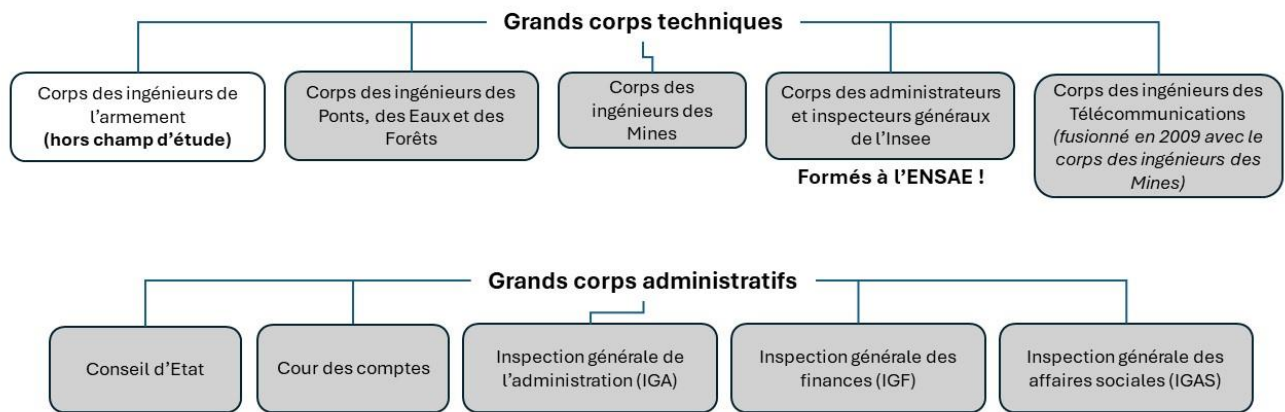 Grands corps techniques
Corps des ingénieurs de
l’armement
(hors champ d’étude)
Corps des ingénieurs des
Ponts, des Eaux et des
Forêts
Corps des
ingénieurs des
Mines
Corps des administrateurs
et inspecteurs généraux
de l’Insee
Formés à l’ENSAE !
Corps des ingénieurs des
Télécommunications
(fusionné en 2009 avec le
corps des ingénieurs des
Mines)
Grands corps administratifs
Conseil d’Etat
Cour des comptes
Inspection générale de
l’administration (IGA)
Inspection générale des
finances (IGF)
Inspection générale des
affaires sociales (IGAS)